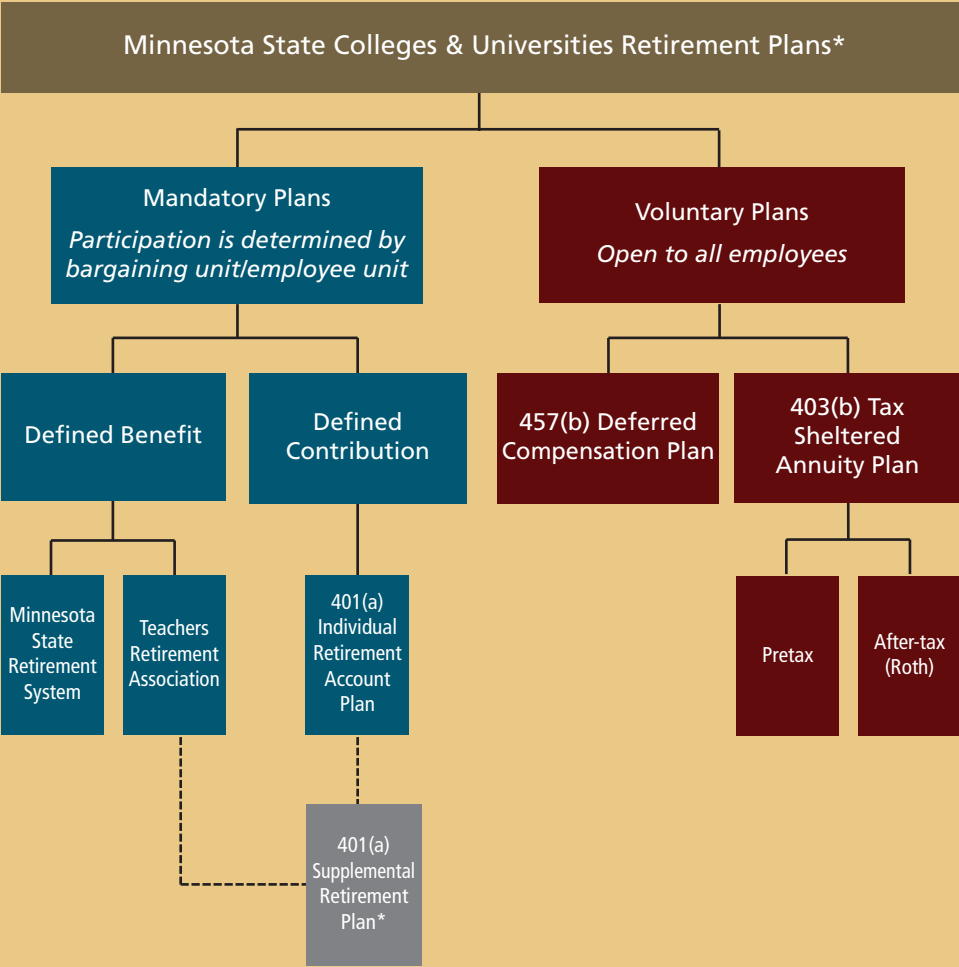 Minnesota State Colleges & Universities Retirement Plans*
Mandatory Plans
Participation is determined by
bargaining unit/employee unit
Voluntary Plans
Open to all employees
Defined Benefit
Defined
Contribution
457(b) Deferred
Compensation Plan
403(b) Tax
Sheltered
Annuity Plan
Minnesota
State
Retirement
System
Teachers
Retirement
Association
401(a)
Individual
Retirement
Account
Plan
Pretax
After-tax
(Roth)
401(a)
Supplemental
Retirement
Plan*